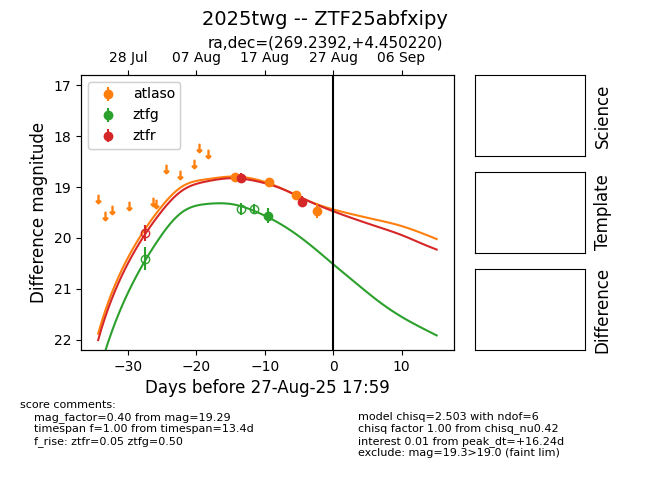 2025twg -- ZTF25abfxipy
ra,dec=(269.2392,+4.450220)
28 Jul 07 Aug 17 Aug 27 Aug 06 Sep
atlaso
ztfg
ztfr
17
18
19
20
21
22
Difference magnitude
−30 −20 −10 0 10
Days before 27-Aug-25 17:59
Science
Template
Difference
score comments:
mag_factor=0.40 from mag=19.29
timespan f=1.00 from timespan=13.4d
f_rise: ztfr=0.05 ztfg=0.50
model chisq=2.503 with ndof=6
chisq factor 1.00 from chisq_nu0.42
interest 0.01 from peak_dt=+16.24d
exclude: mag=19.3>19.0 (faint lim)